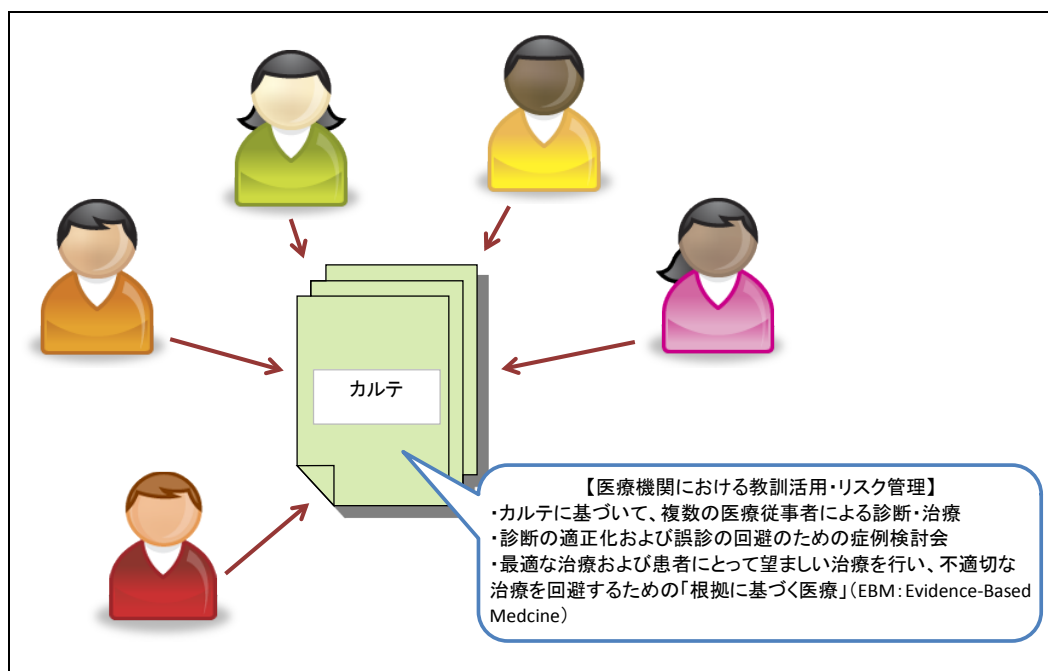 カルテ
【医療機関における教訓活用・リスク管理】
・カルテに基づいて、複数の医療従事者による診断・治療
・診断の適正化および誤診の回避のための症例検討会
・最適な治療および患者にとって望ましい治療を行い、不適切な
治療を回避するための「根拠に基づく医療」（EBM：Evidence-Based
Medcine）